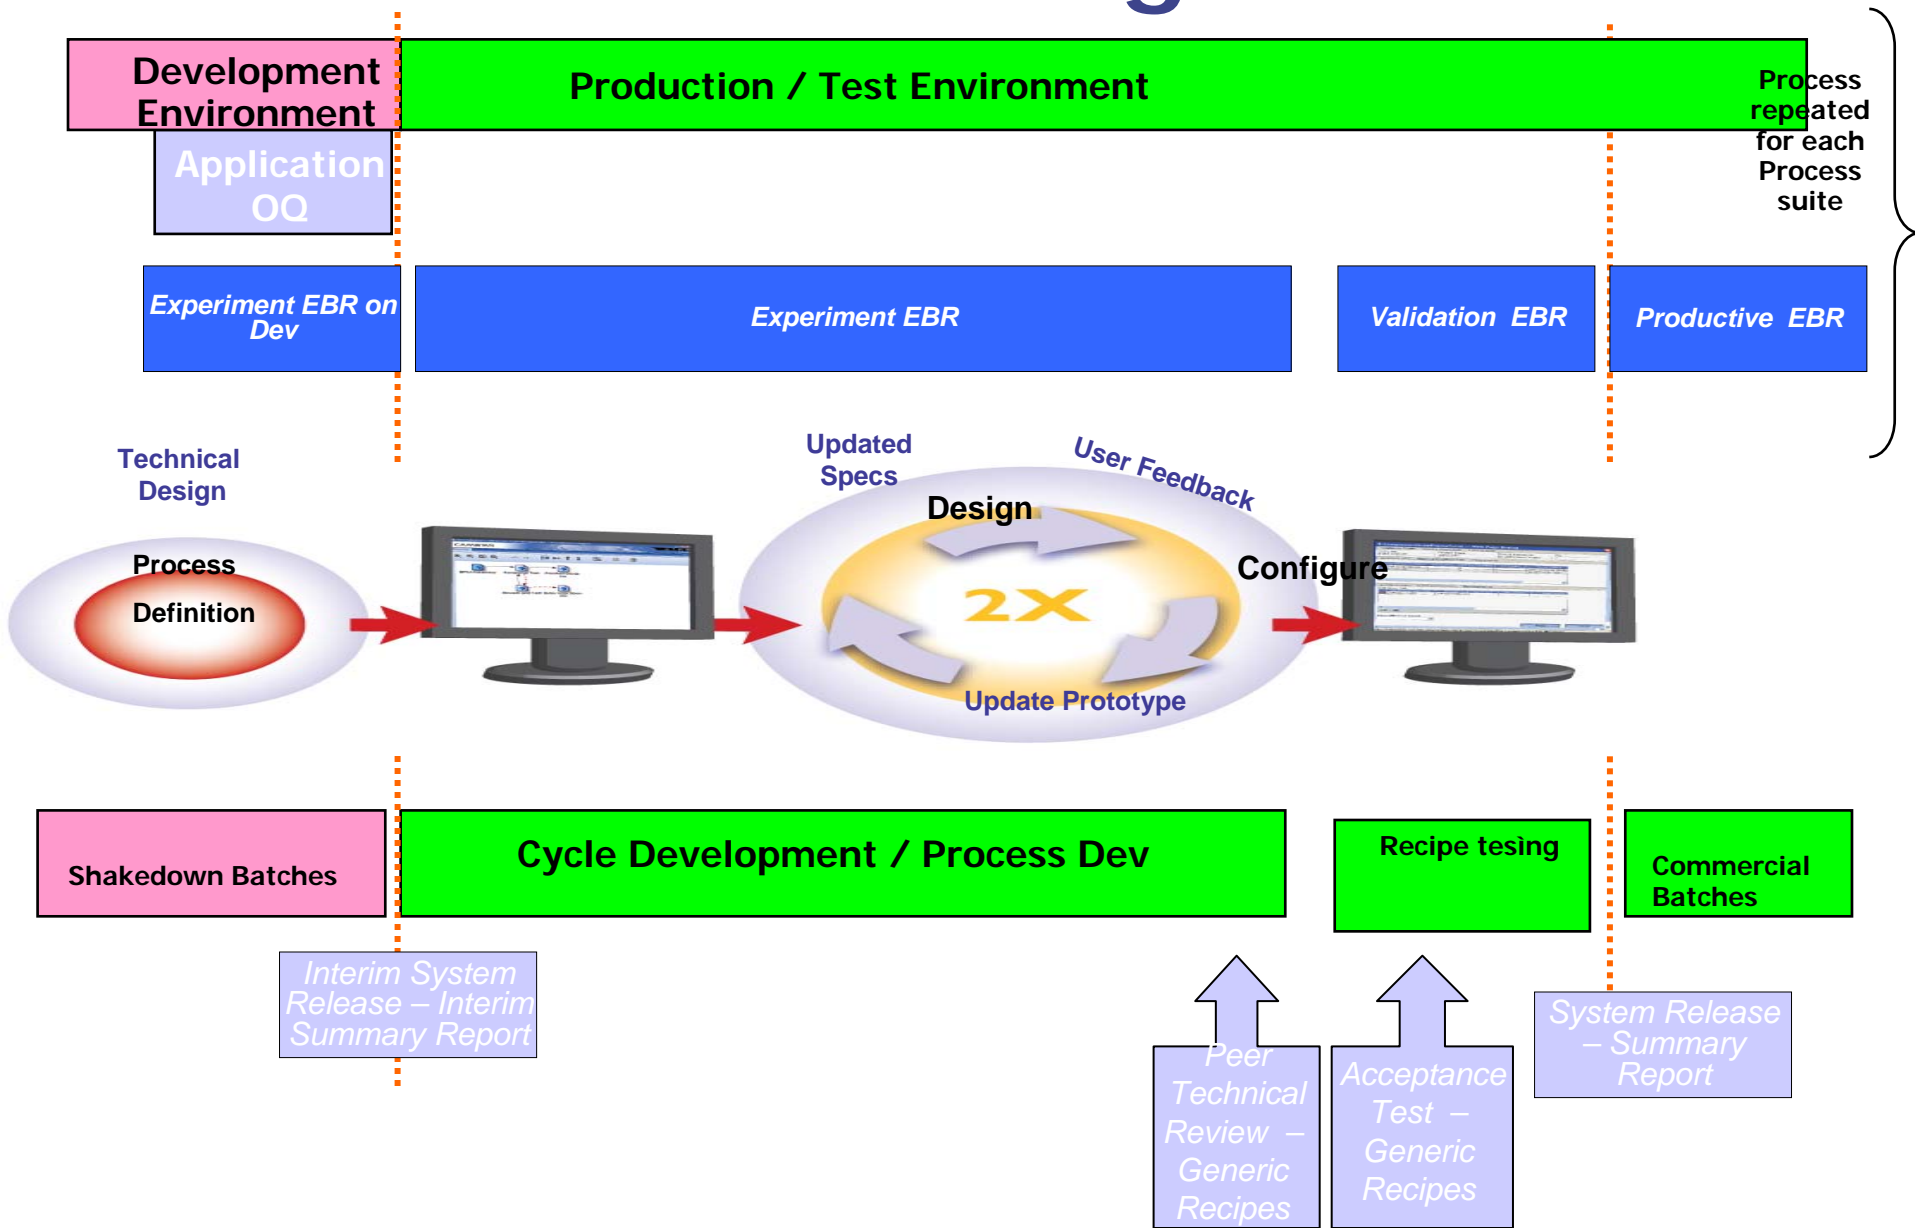 Development
Environment
Production / Test Environment
Process
repeated
for each
Process
suite
Application
OQ
Experiment EBR on
Dev
Experiment EBR
Validation EBR
Productive EBR
Technical
Design
Updated
Specs
User Feedback
Design
Process
Definition
Configure
2X
Update Prototype
Shakedown Batches
Cycle Development / Process Dev
Recipe tesìng
Commercial
Batches
Interim System
Release – Interim
Summary Report
System Release
– Summary
Report
Peer
Technical
Review –
Generic
Recipes
Acceptance
Test –
Generic
Recipes